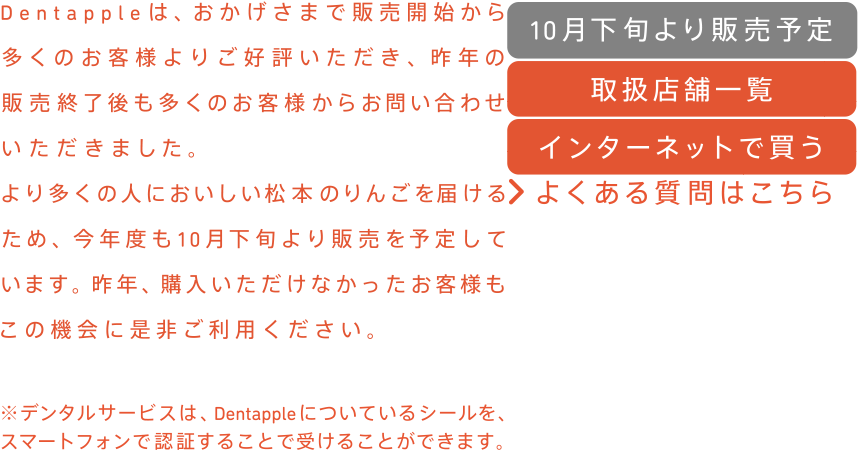 Dentappleは、おかげさまで販売開始から
多くのお客様よりご好評いただき、昨年の
販売終了後も多くのお客様からお問い合わせ
いただきました。
より多くの人においしい松本のりんごを届ける
ため、今年度も10月下旬より販売を予定して
います。昨年、購入いただけなかったお客様も
この機会に是非ご利用ください。
※デンタルサービスは、Dentappleについているシールを、
スマートフォンで認証することで受けることができます。
10月下旬より販売予定
取扱店舗一覧
インターネットで買う
よくある質問はこちら